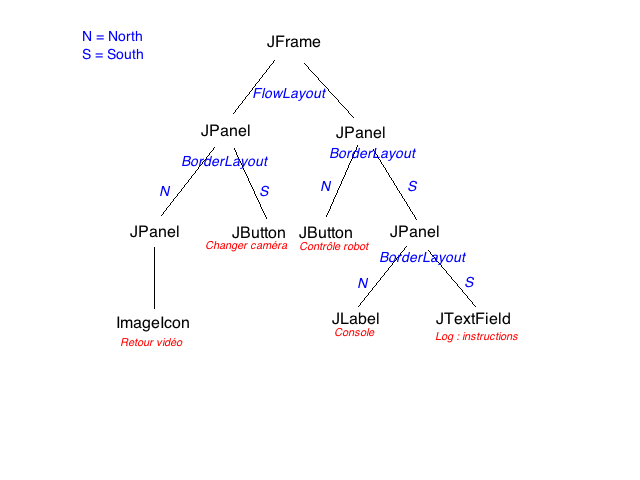 N = North
S = South
JFrame
FlowLayout
JPanel
JPanel
BorderLayout
BorderLayout
N
S
N
S
JPanel
JButton
JButton
JPanel
Changer caméra
Contrôle robot
BorderLayout
N
S
ImageIcon
JLabel
JTextField
Retour vidéo
Console
Log : instructions